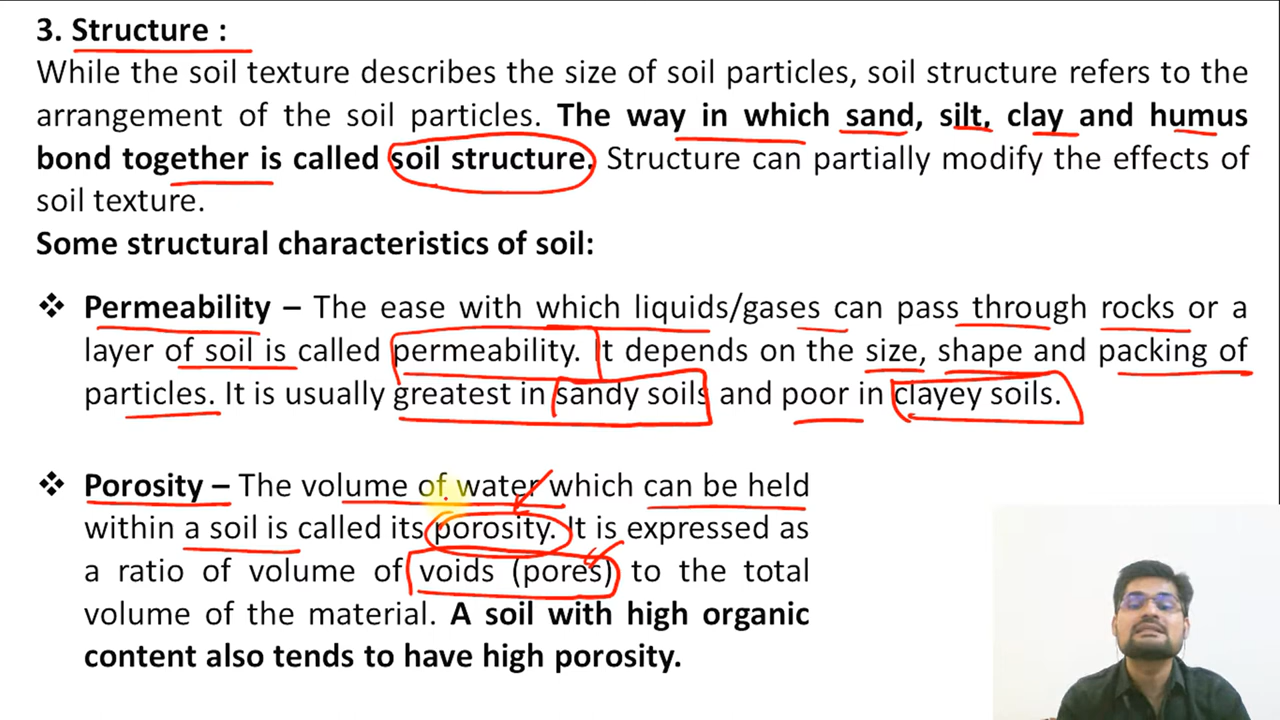 3. Structure :
While the soil texture describes the size of soil particles, soil structure refers to the
arrangement of the soil particles. The way in which sand, silt, clay and humus
bond together is called soil structure. Structure can partially modify the effects of
soil texture.
Some structural characteristics of soil:
❖ Permeability – The ease with which liquids/gases can pass through rocks or a
layer of soil is called permeability. It depends on the size, shape and packing of
particles. It is usually greatest in sandy soils and poor in clayey soils.
❖ Porosity – The volume of water which can be held
within a soil is called its porosity. It is expressed as
a ratio of volume of voids (pores) to the total
volume of the material. A soil with high organic
content also tends to have high porosity.